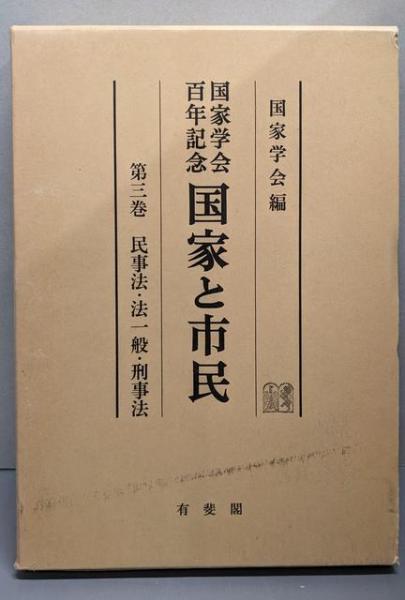 国家学会編
国家学会
百年記念
国家と市民
第三巻 民事法・法一般・刑事法
有斐閣